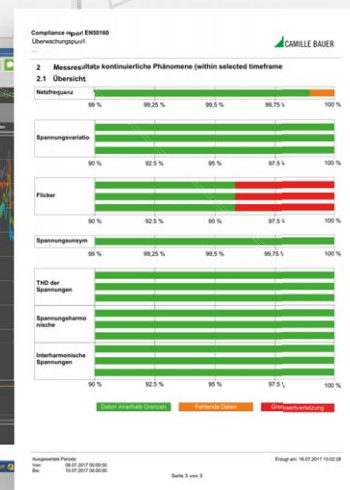 Compliance report EN50160
Überwachungspunkt:
CAMILLE BAUER
2 Messresultate kontinuierliche Phänomene (within selected timeframe
2.1 Übersicht
Netzfrequenz
99 % 99,25 % 99,5 % 99,75 % 100 %
Spannungsvariatio
90 % 92.5 % 95 % 97.5 % 100 %
Flicker
90 % 92.5 % 95 % 97.5 % 100 %
Spannungsunsym
99 % 99,25 % 99,5 % 99,75 % 100 %
THD der
Spannungen
Spannungsharmo
nische
Interharmonische
Spannungen
90 % 92.5 % 95 % 97.5 % 100 %
Daten innerhalb Grenzen Fehlende Daten Grenzwertverletzung
Ausgewertete Periode
Von: 08.07.2017 00:00:00
Bis: 10.07.2017 00:00:00
Erzeugt am: 18.07.2017 13:02:28
Seite 3 von 3